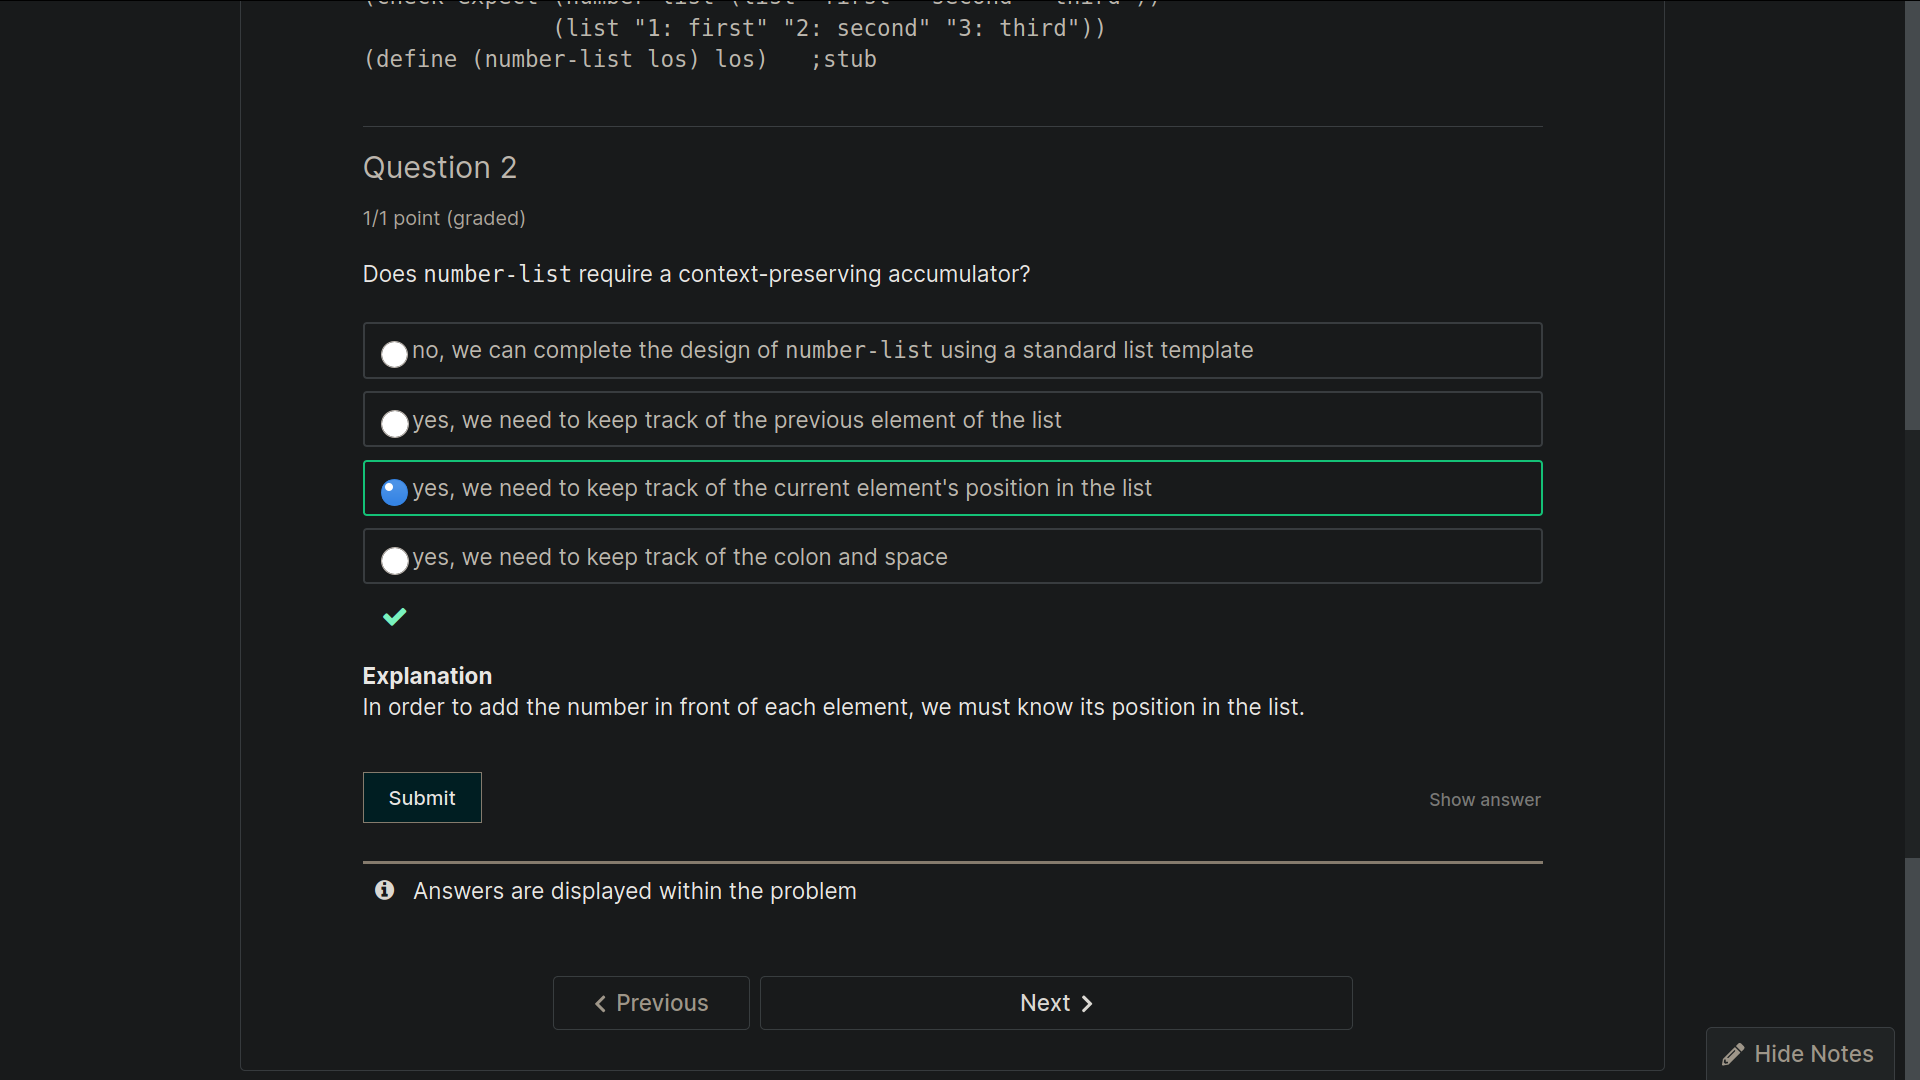 (list "1: first" "2: second" "3: third"))
(define (number-list los) los)   ;stub
Question 2
1/1 point (graded)
Does number-list require a context-preserving accumulator?
no, we can complete the design of number-list using a standard list template
yes, we need to keep track of the previous element of the list
yes, we need to keep track of the current element's position in the list
yes, we need to keep track of the colon and space
Explanation
In order to add the number in front of each element, we must know its position in the list.
Submit
Show answer
Answers are displayed within the problem
Previous
Next
Hide Notes